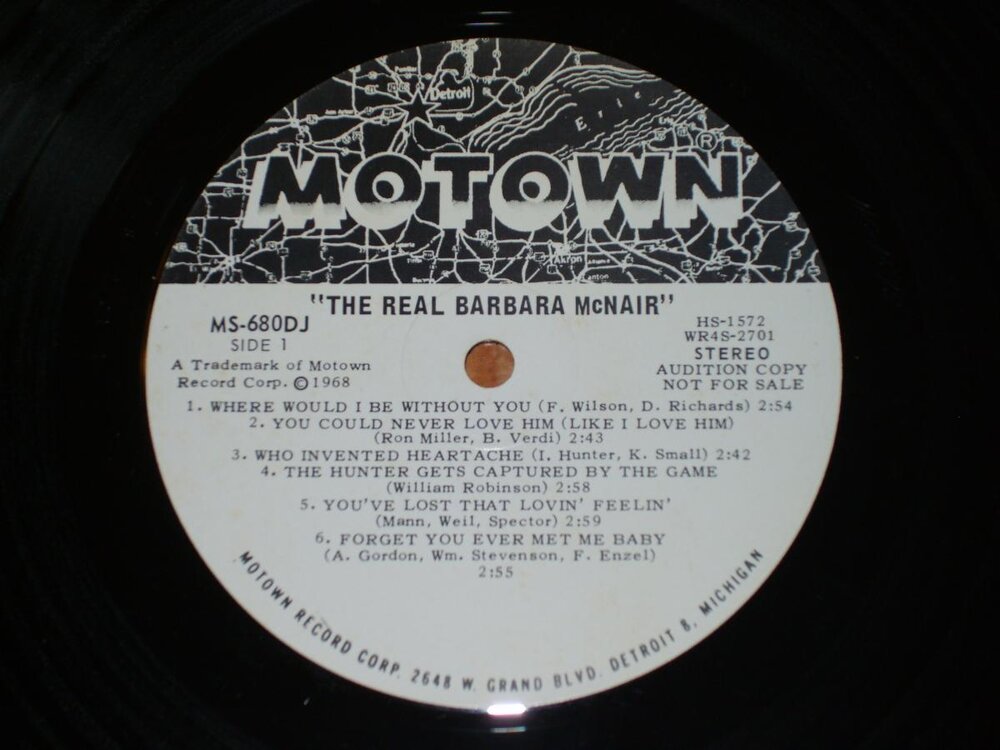 Detroit
Erie
MOTOWN®
Akron
"THE REAL BARBARA McNAIR"
MS-680DJ
SIDE 1
A Trademark of Motown
Record Corp. © 1968
HS-1572
WR4S-2701
STEREO
AUDITION COPY
NOT FOR SALE
1. WHERE WOULD I BE WITHOUT YOU (F. Wilson, D. Richards) 2:54
2. YOU COULD NEVER LOVE HIM (LIKE I LOVE HIM)
(Ron Miller, B. Verdi) 2:43
3. WHO INVENTED HEARTACHE (I. Hunter, K. Small) 2:42
4. THE HUNTER GETS CAPTURED BY THE GAME
(William Robinson) 2:58
5. YOU'VE LOST THAT LOVIN' FEELIN'
(Mann, Weil, Spector) 2:59
6. FORGET YOU EVER MET ME BABY
(A. Gordon, Wm. Stevenson, F. Enzel)
2:55
MOTOWN RECORD CORP. 2648 W. GRAND BLVD. DETROIT 8, MICHIGAN